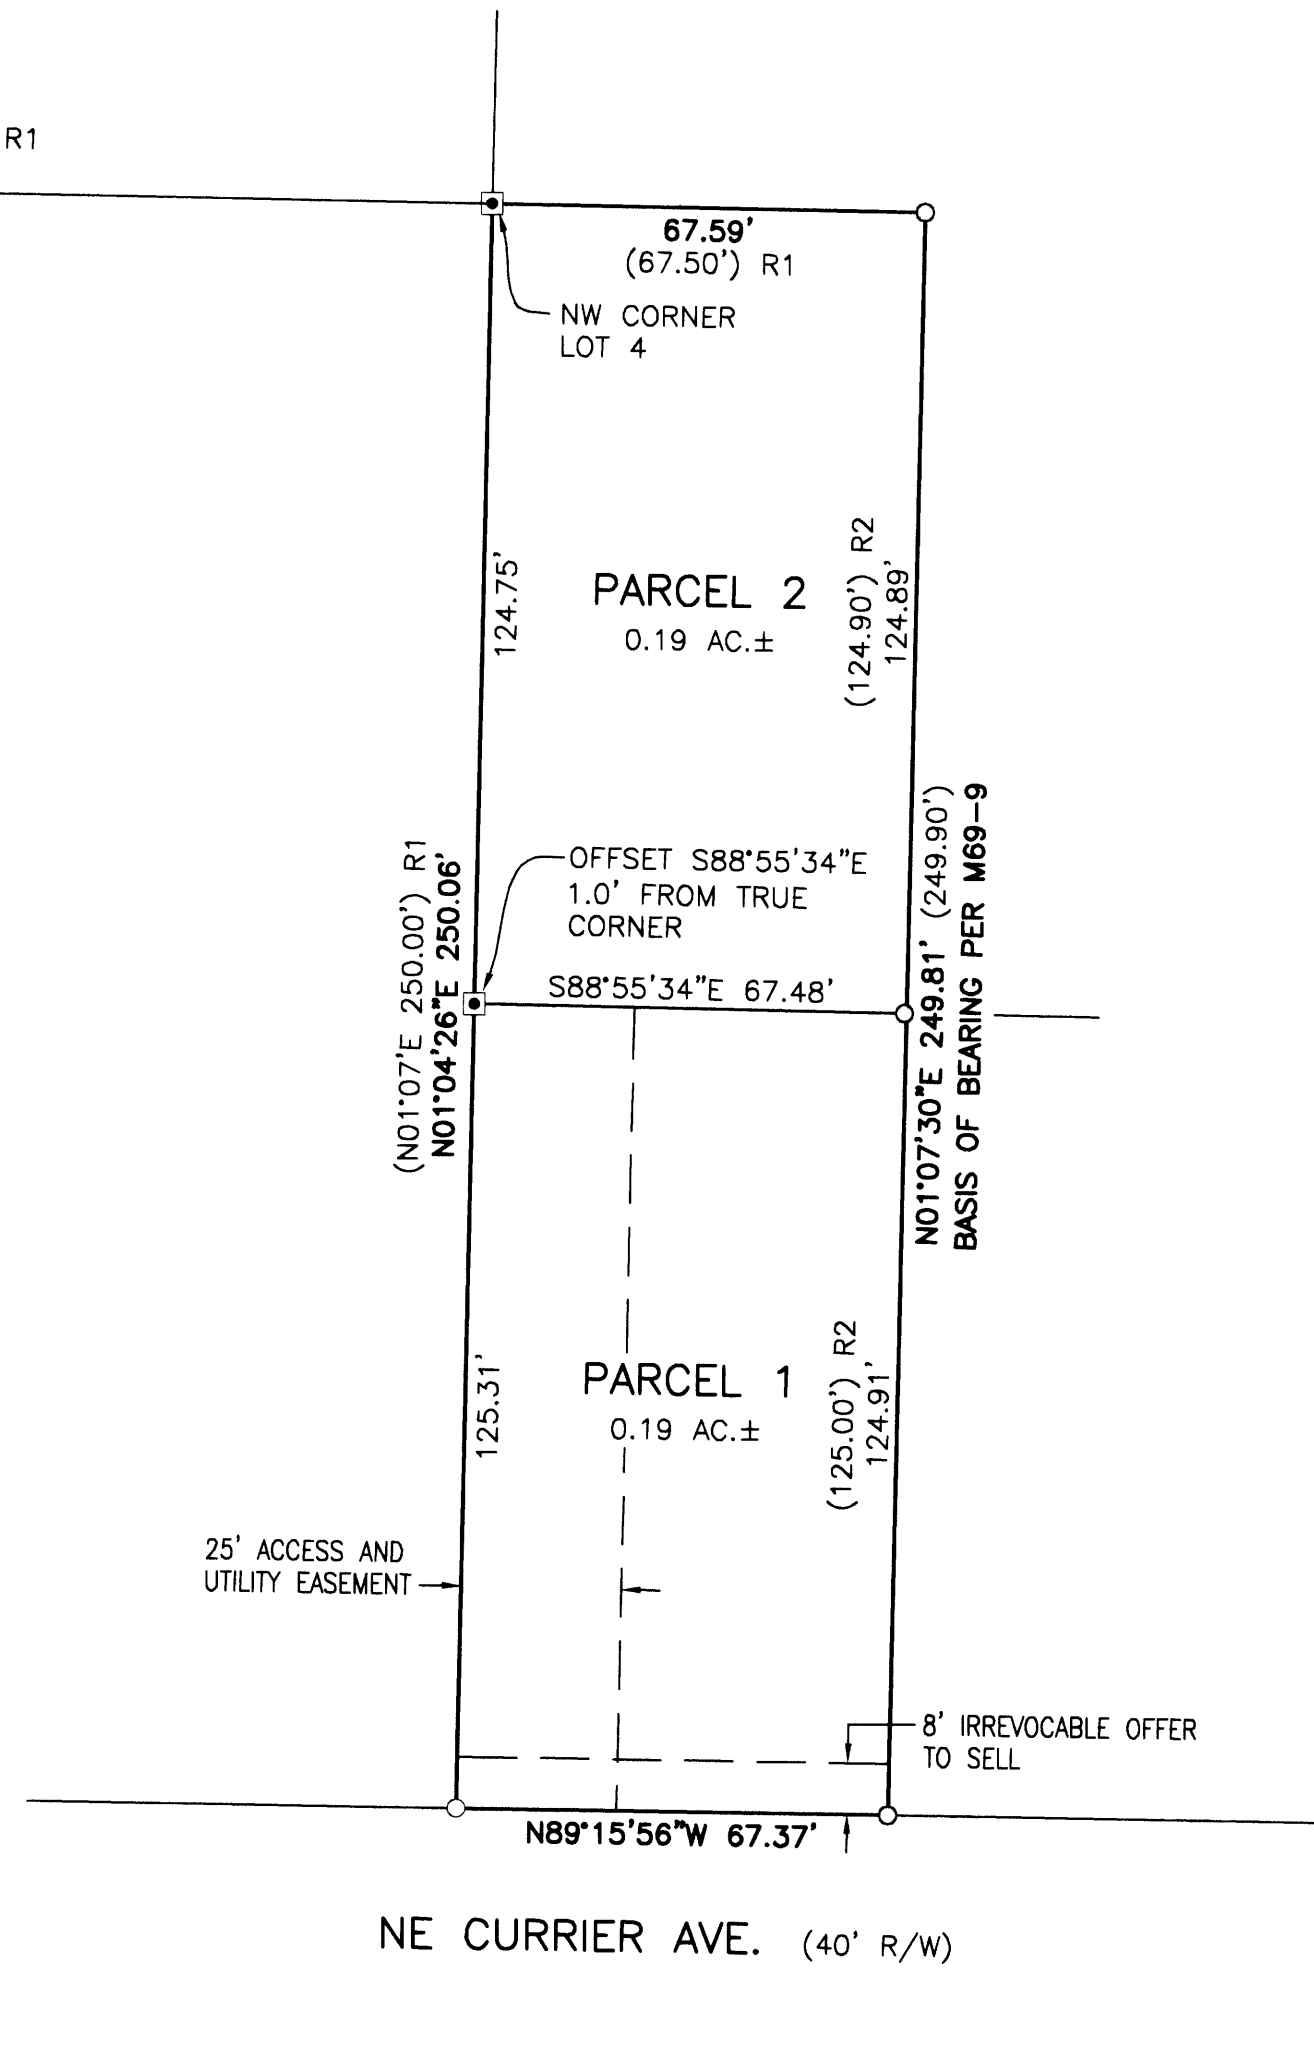 R1
67.59'
(67.50') R1
NW CORNER
LOT 4
124.75'
PARCEL 2
0.19 AC.±
(124.90') R2
124.89'
(N01°07'E 250.00') R1
N01°04'26"E 250.06'
OFFSET S88°55'34"E
1.0' FROM TRUE
CORNER
S88°55'34"E 67.48'
N01°07'30"E 249.81' (249.90')
BASIS OF BEARING PER M69-9
125.31'
PARCEL 1
0.19 AC.±
(125.00') R2
124.91'
25' ACCESS AND
UTILITY EASEMENT
8' IRREVOCABLE OFFER
TO SELL
N89°15'56"W 67.37'
NE CURRIER AVE. (40' R/W)